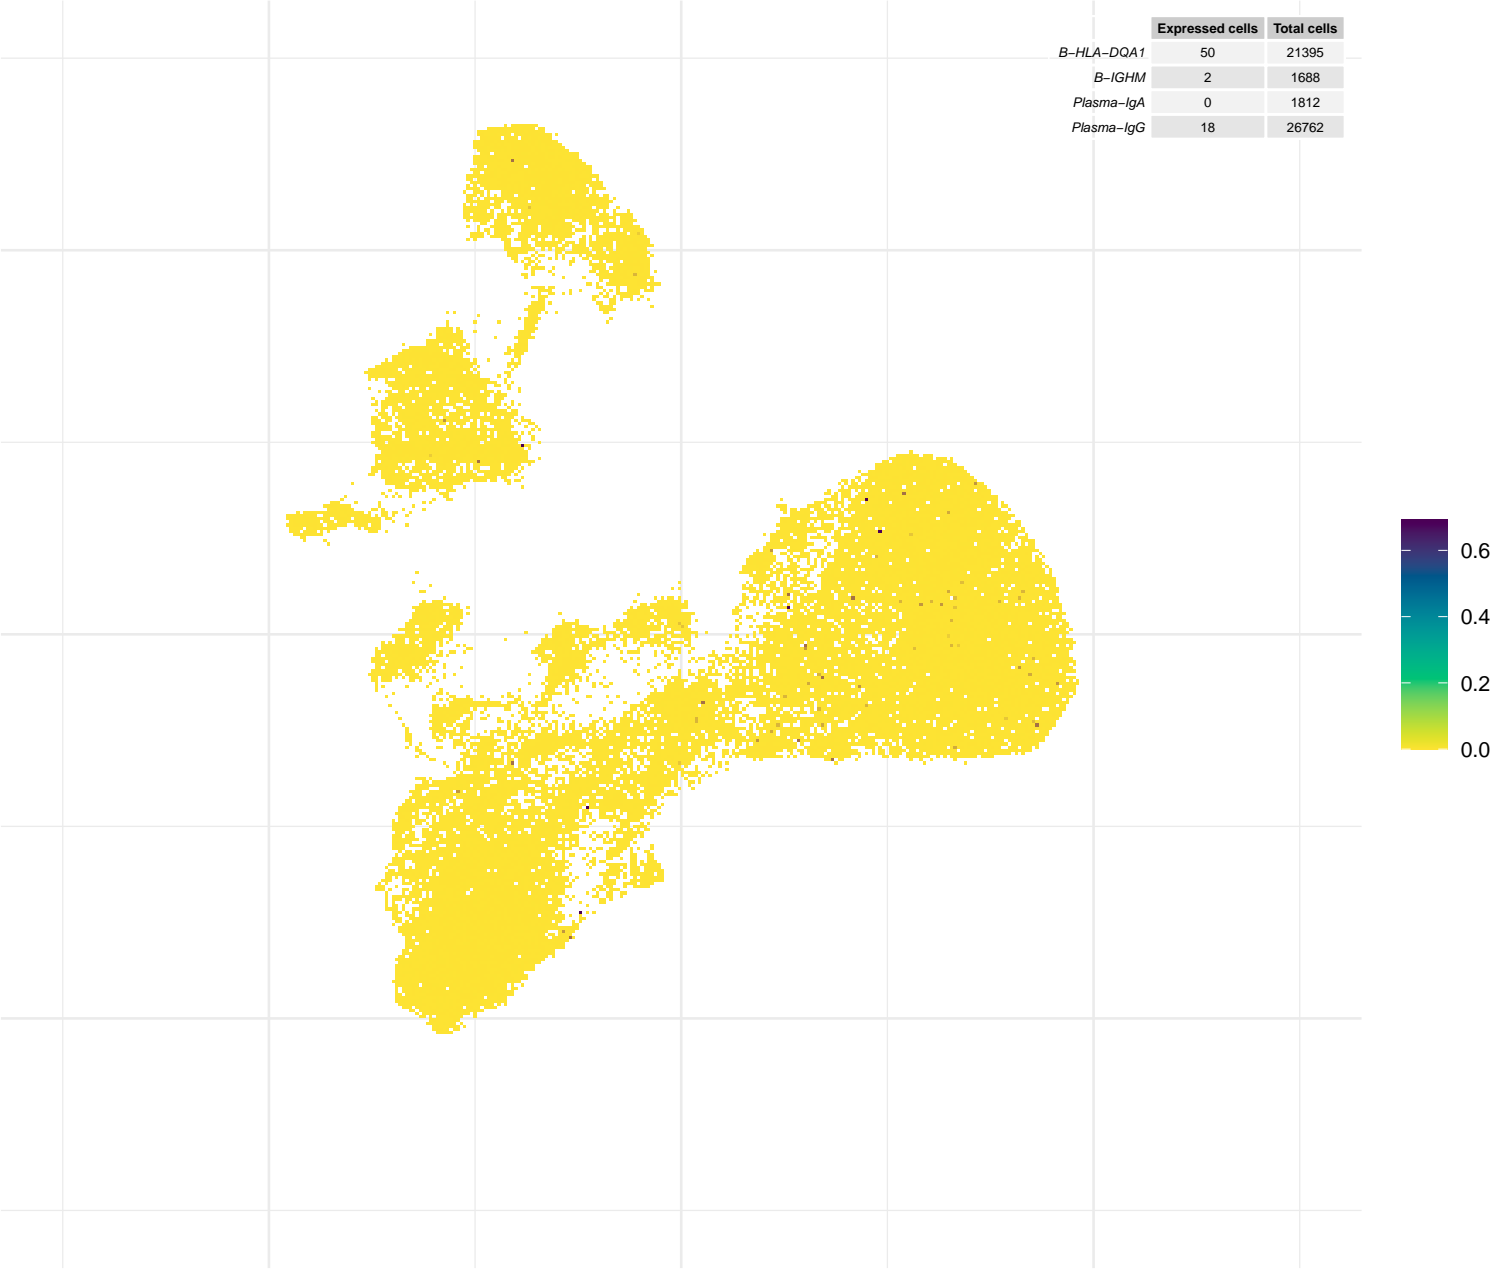 Expressed cells Total cells
B−HLA−DQA1 50 21395
B−IGHM 2 1688
Plasma−IgA 0 1812
Plasma−IgG 18 26762
0.6
0.4
0.2
0.0